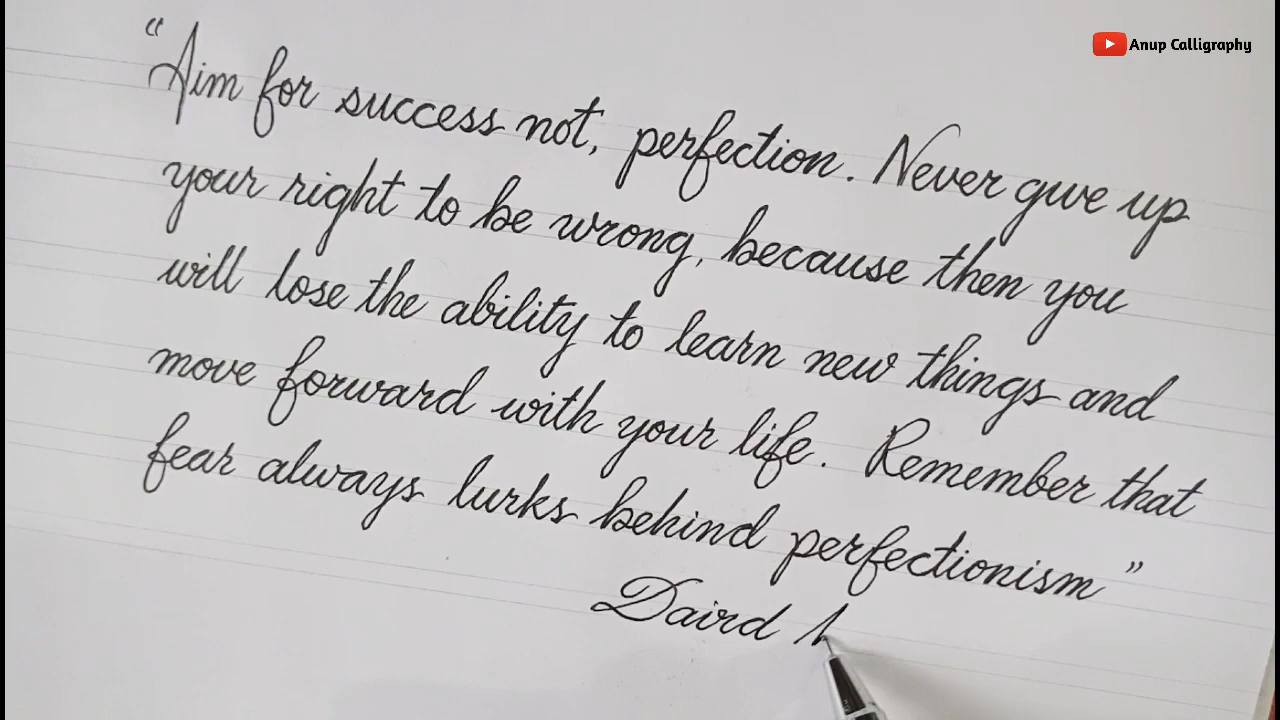 Anup Calligraphy
“Aim for success not, perfection. Never give up
your right to be wrong, because then you
will lose the ability to learn new things and
move forward with your life. Remember that
fear always lurks behind perfectionism”
Daird